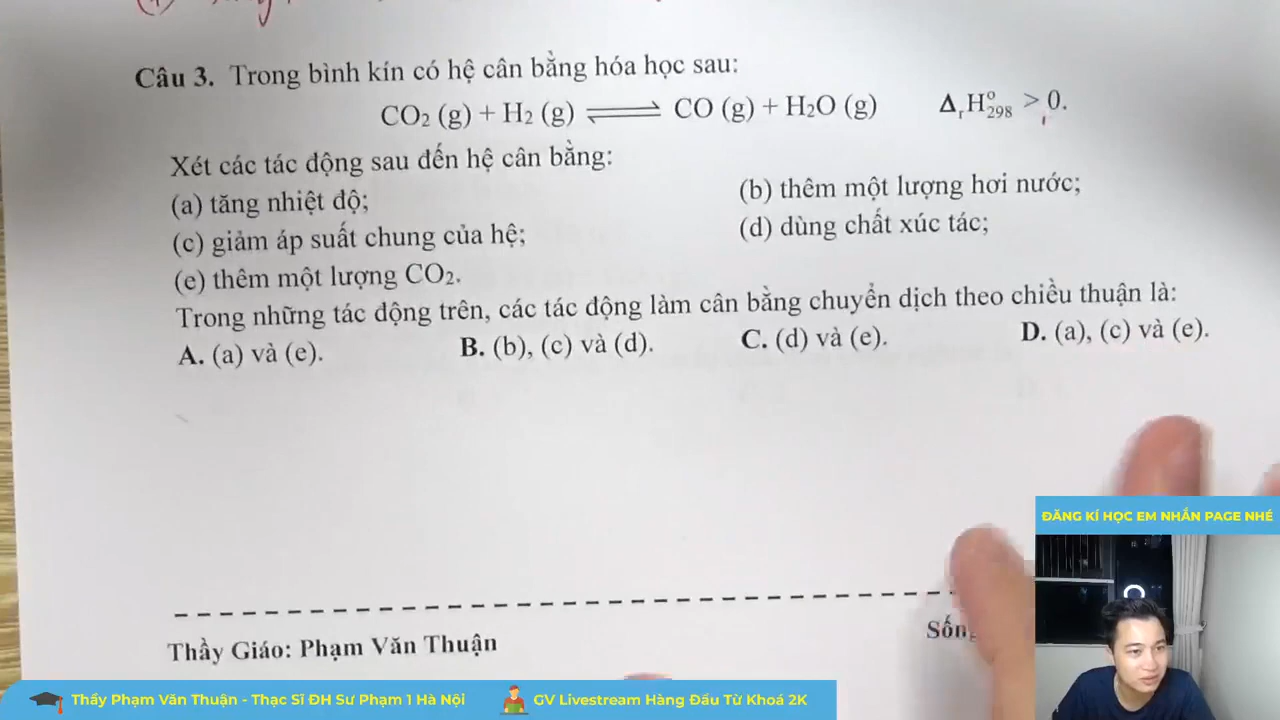 Câu 3. Trong bình kín có hệ cân bằng hóa học sau:
CO₂ (g) + H₂ (g) ⇌ CO (g) + H₂O (g) ΔᵣH°₂₉₈ > 0.
Xét các tác động sau đến hệ cân bằng:
(a) tăng nhiệt độ; (b) thêm một lượng hơi nước;
(c) giảm áp suất chung của hệ; (d) dùng chất xúc tác;
(e) thêm một lượng CO₂.
Trong những tác động trên, các tác động làm cân bằng chuyển dịch theo chiều thuận là:
A. (a) và (e). B. (b), (c) và (d). C. (d) và (e). D. (a), (c) và (e).
ĐĂNG KÍ HỌC EM NHẮN PAGE NHÉ
Thầy Giáo: Phạm Văn Thuận Sống
Thầy Phạm Văn Thuận - Thạc Sĩ ĐH Sư Phạm 1 Hà Nội GV Livestream Hàng Đầu Từ Khoá 2K